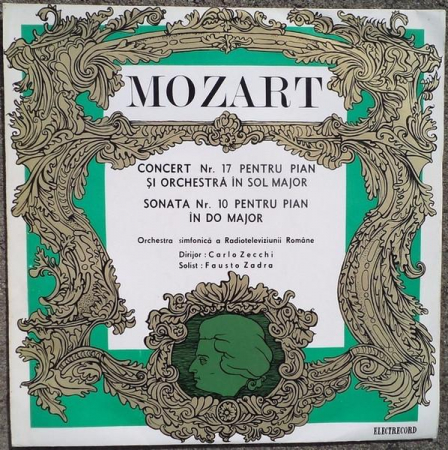 MOZART
CONCERT Nr. 17 PENTRU PIAN
ȘI ORCHESTRĂ ÎN SOL MAJOR
SONATA Nr. 10 PENTRU PIAN
ÎN DO MAJOR
Orchestra simfonică a Radioteleviziunii Române
Dirijor : Carlo Zecchi
Solist : Fausto Zadra
ELECTRECORD